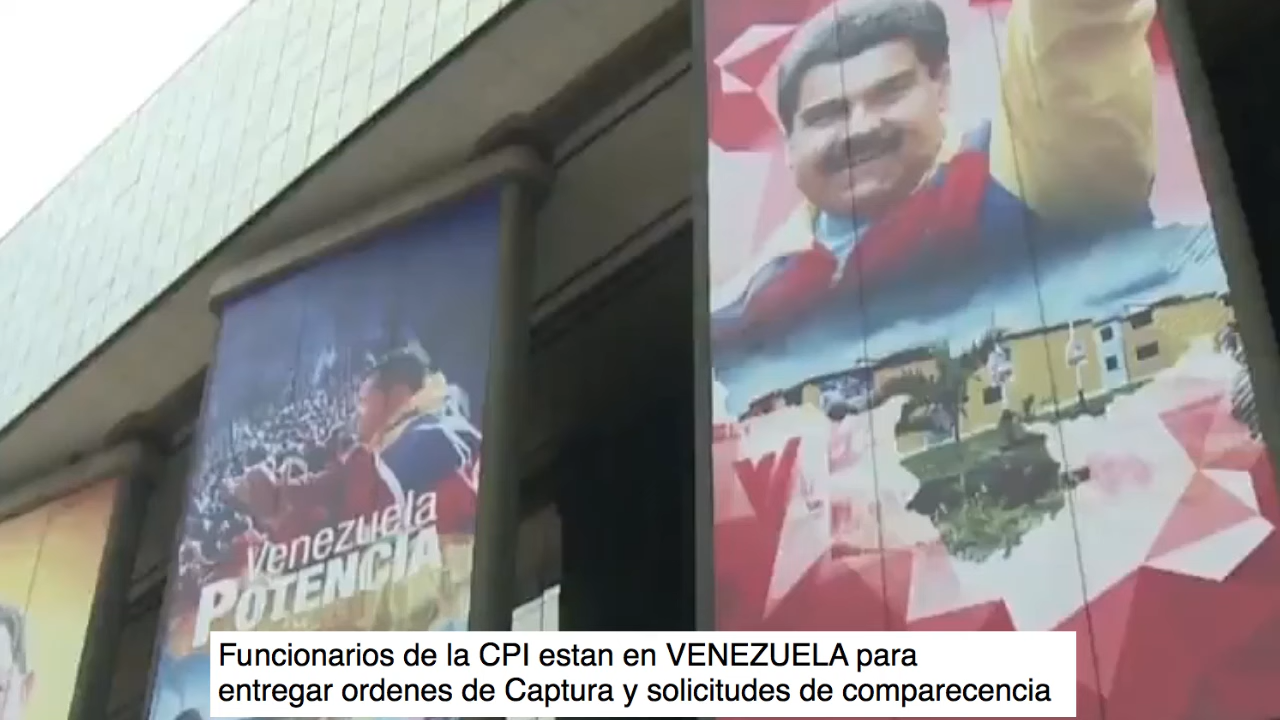 Venezuela
POTENCIA
Funcionarios de la CPI estan en VENEZUELA para
entregar ordenes de Captura y solicitudes de comparecencia